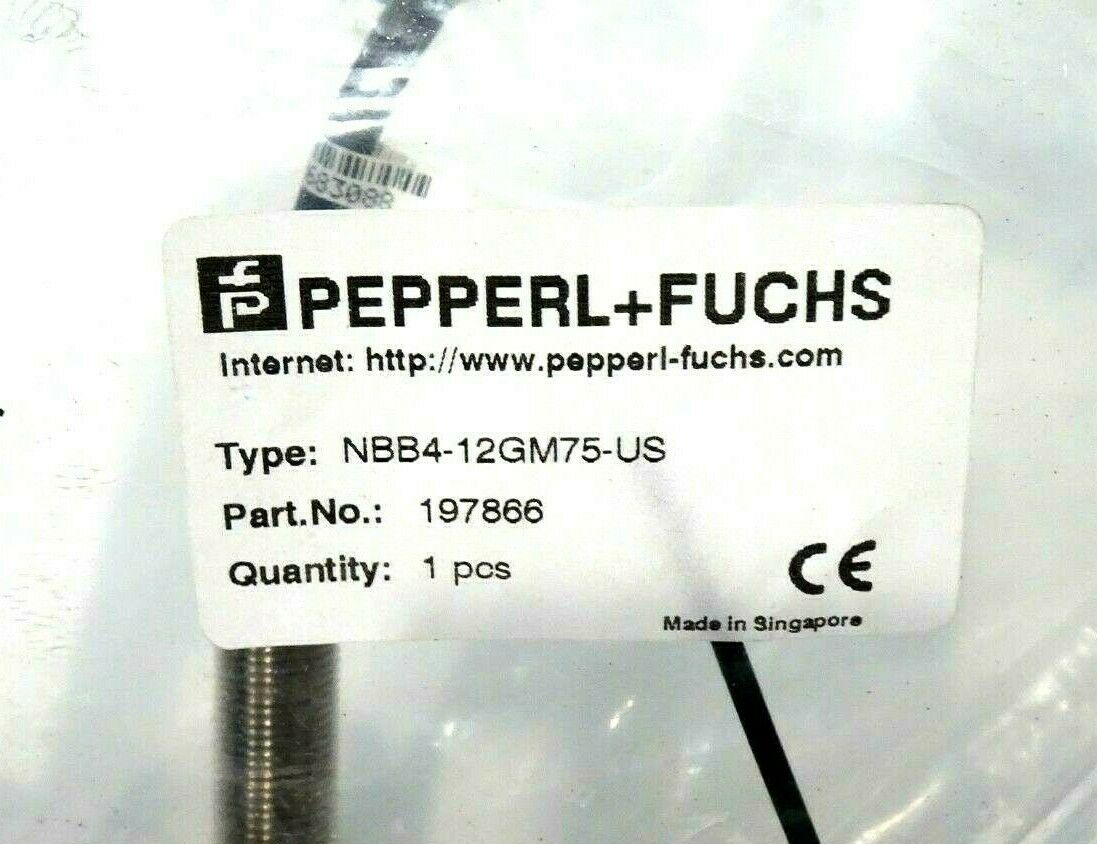 683088
PEPPERL+FUCHS
Internet: http://www.pepperl-fuchs.com
Type: NBB4-12GM75-US
Part.No.: 197866
Quantity: 1 pcs
CE
Made in Singapore